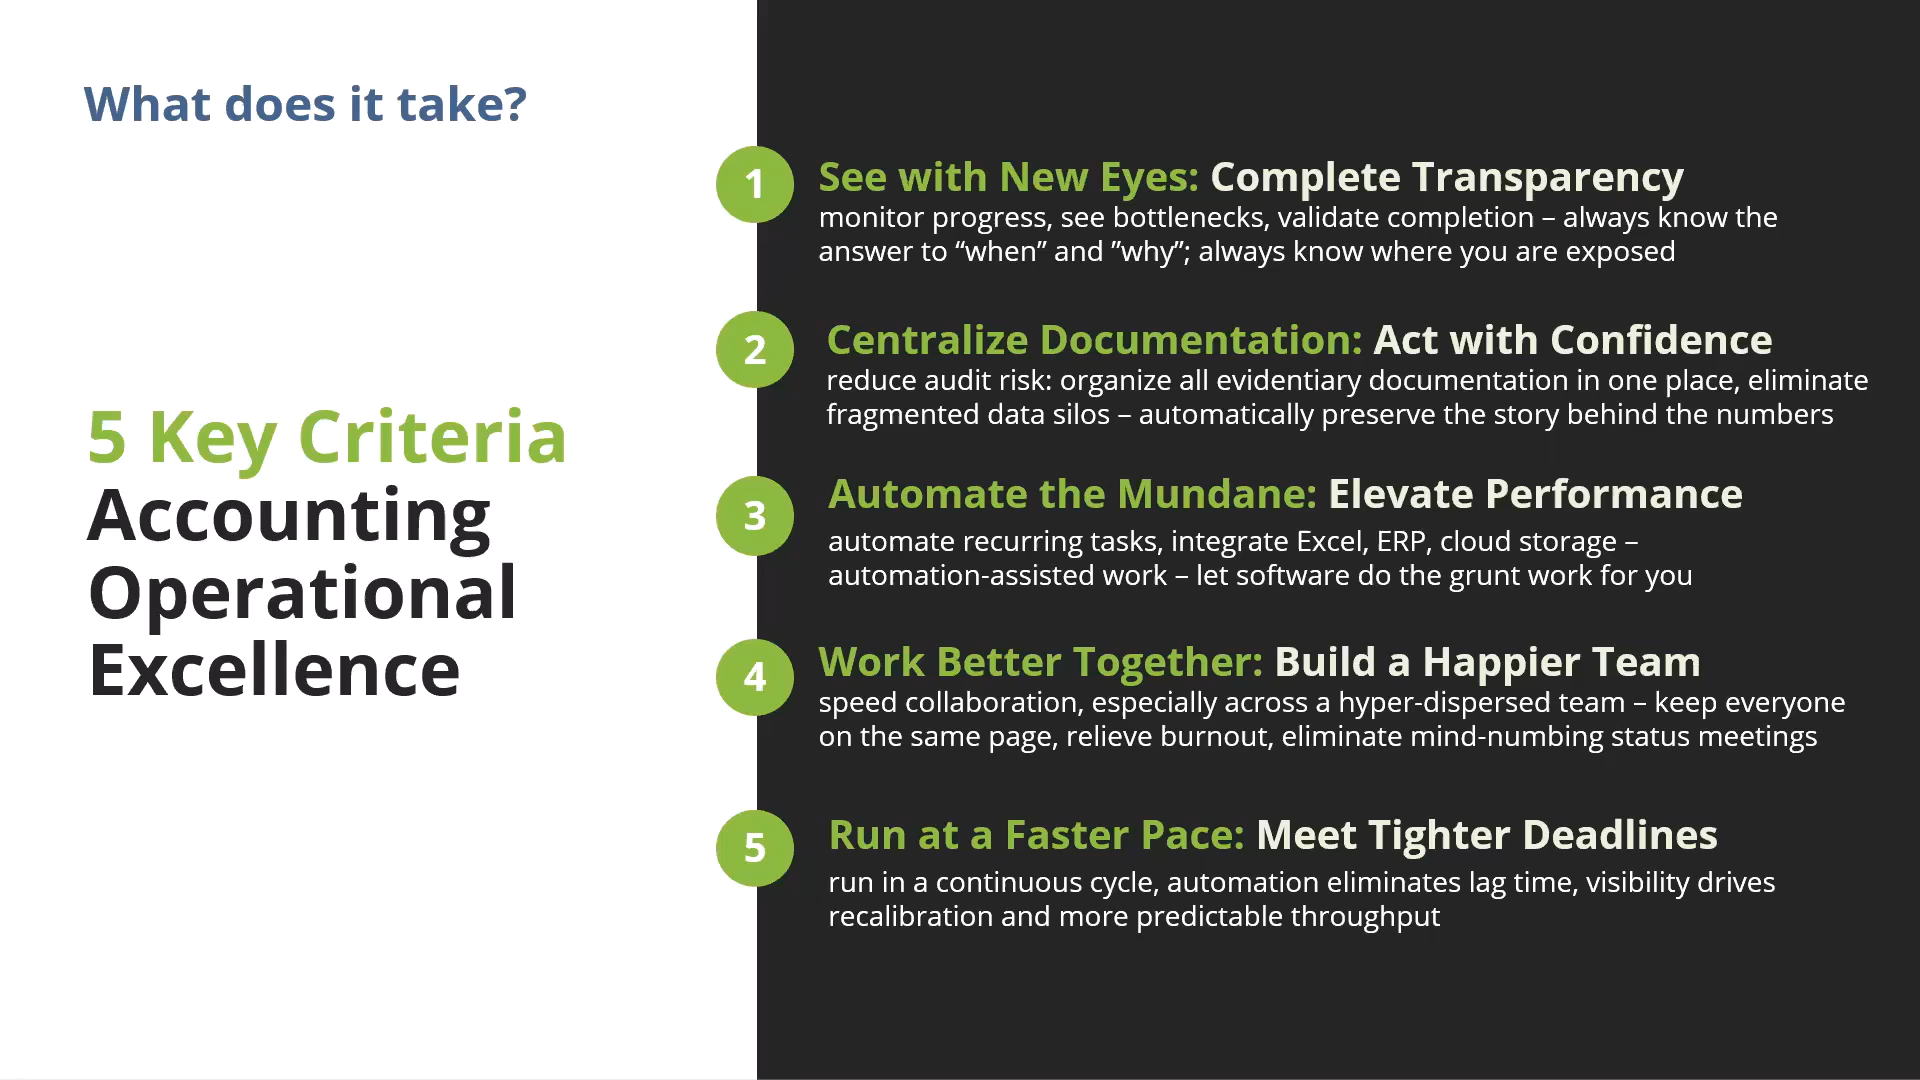 What does it take?
5 Key Criteria
Accounting
Operational
Excellence
1
See with New Eyes: Complete Transparency
monitor progress, see bottlenecks, validate completion – always know the
answer to “when” and ”why”; always know where you are exposed
2
Centralize Documentation: Act with Confidence
reduce audit risk: organize all evidentiary documentation in one place, eliminate
fragmented data silos – automatically preserve the story behind the numbers
3
Automate the Mundane: Elevate Performance
automate recurring tasks, integrate Excel, ERP, cloud storage –
automation-assisted work – let software do the grunt work for you
4
Work Better Together: Build a Happier Team
speed collaboration, especially across a hyper-dispersed team – keep everyone
on the same page, relieve burnout, eliminate mind-numbing status meetings
5
Run at a Faster Pace: Meet Tighter Deadlines
run in a continuous cycle, automation eliminates lag time, visibility drives
recalibration and more predictable throughput